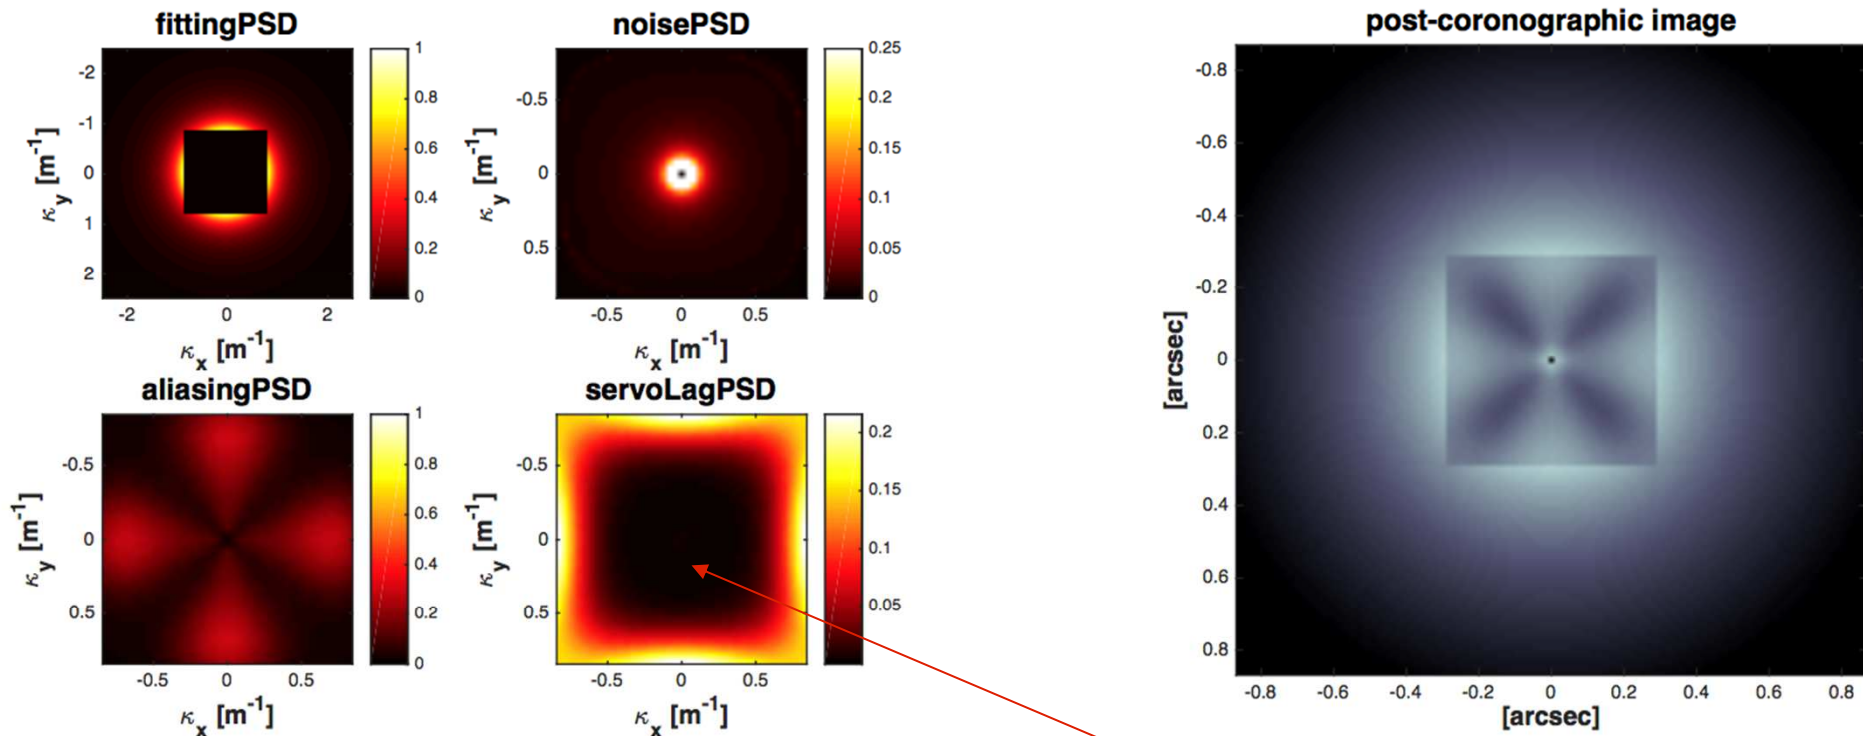 fittingPSD
-2
-1
0
1
2
κy [m-1]
-2 0 2
κx [m-1]
1
0.8
0.6
0.4
0.2
0
noisePSD
-0.5
0
0.5
κy [m-1]
-0.5 0 0.5
κx [m-1]
0.25
0.2
0.15
0.1
0.05
0
aliasingPSD
-0.5
0
0.5
κy [m-1]
-0.5 0 0.5
κx [m-1]
1
0.8
0.6
0.4
0.2
0
servoLagPSD
-0.5
0
0.5
κy [m-1]
-0.5 0 0.5
κx [m-1]
0.2
0.15
0.1
0.05
post-coronographic image
-0.8
-0.6
-0.4
-0.2
0
0.2
0.4
0.6
0.8
[arcsec]
-0.8 -0.6 -0.4 -0.2 0 0.2 0.4 0.6 0.8
[arcsec]